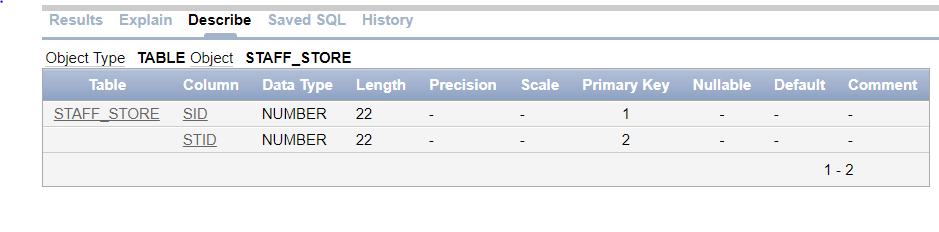 Results Explain Describe Saved SQL History
Object Type TABLE Object STAFF_STORE
Table Column Data Type Length Precision Scale Primary Key Nullable Default Comment
STAFF_STORE SID NUMBER 22 - - 1 - - -
STID NUMBER 22 - - 2 - - -
1 - 2